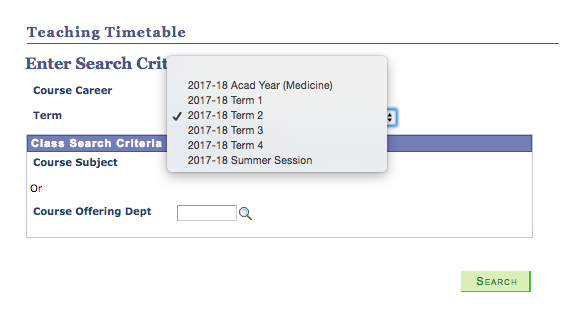 Teaching Timetable
Enter Search Crit
Course Career
2017-18 Acad Year (Medicine)
2017-18 Term 1
Term
2017-18 Term 2
2017-18 Term 3
2017-18 Term 4
2017-18 Summer Session
Class Search Criteria
Course Subject
Or
Course Offering Dept
SEARCH